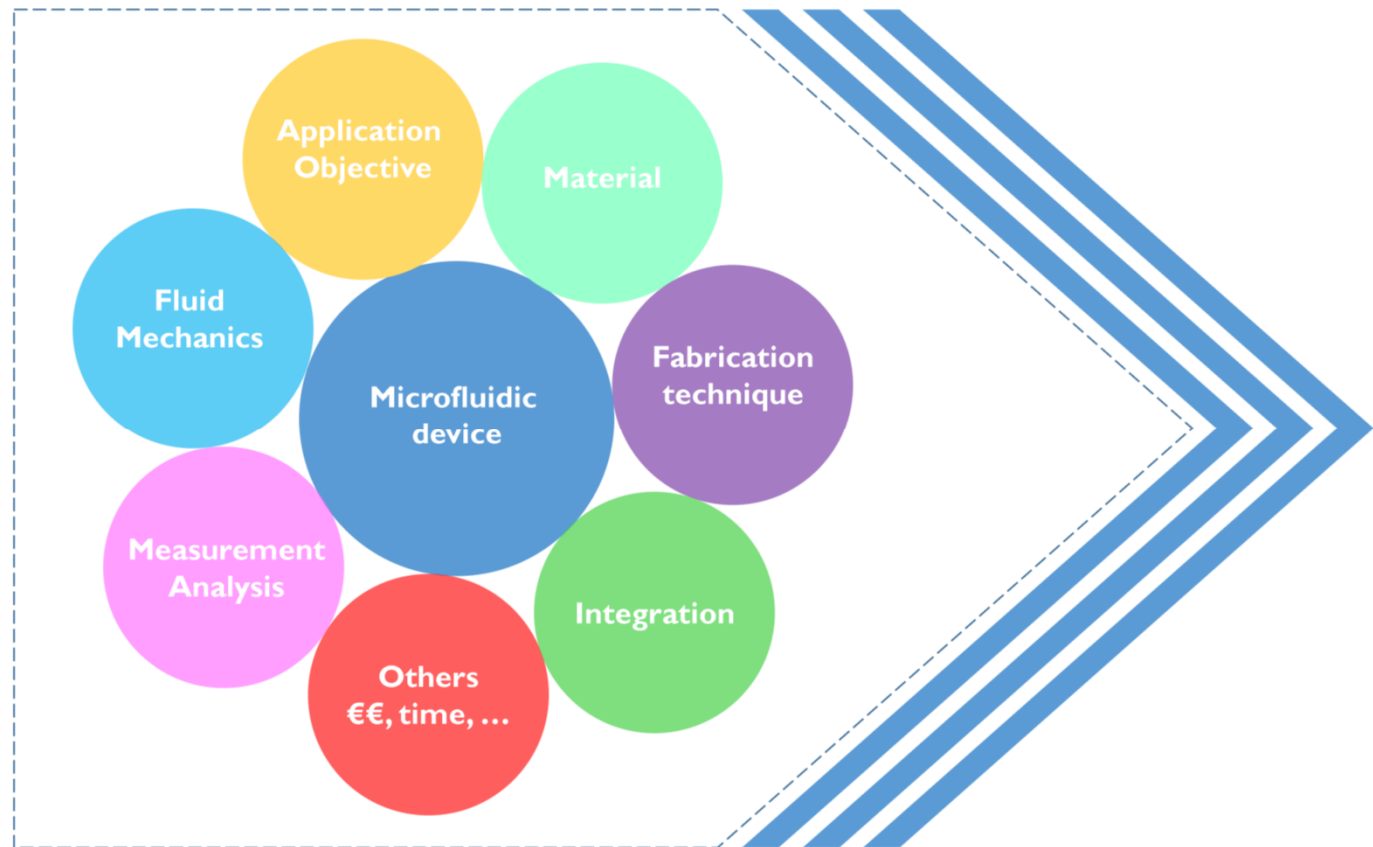 Application
Objective
Material
Fluid
Mechanics
Fabrication
technique
Microfluidic
device
Measurement
Analysis
Integration
Others
€€, time, ...